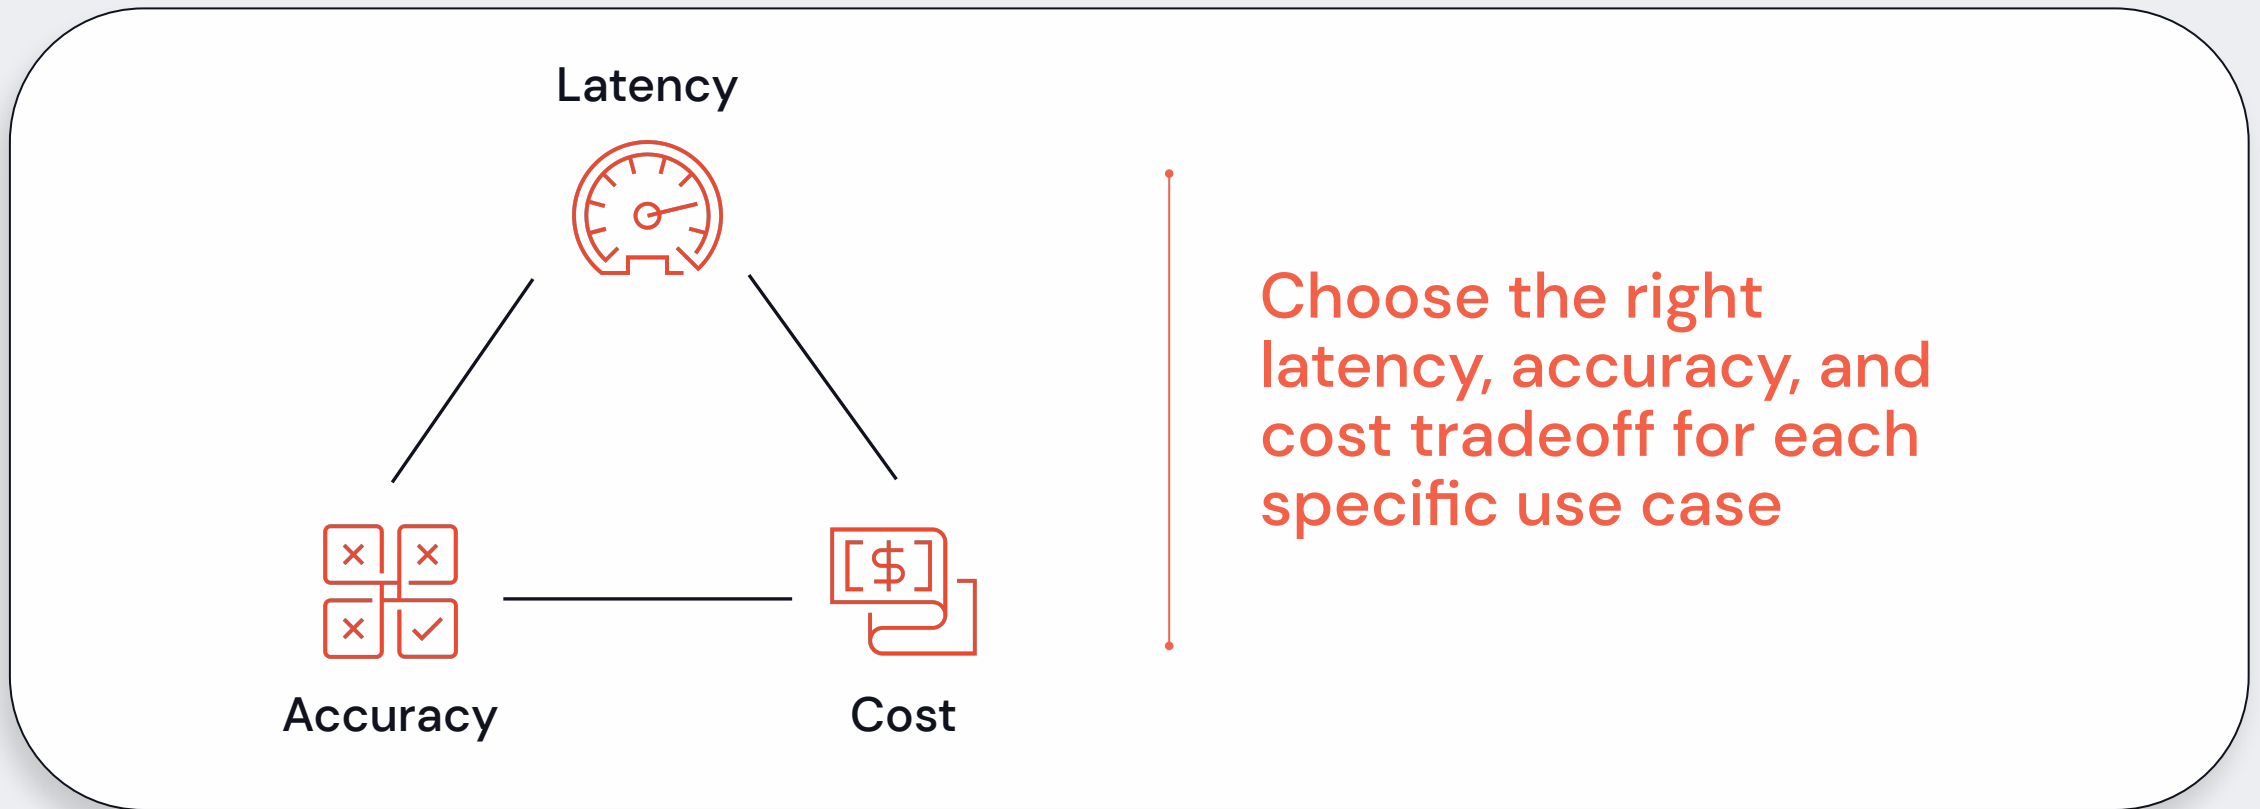 Latency
Accuracy
Cost
$
Choose the right
latency, accuracy, and
cost tradeoff for each
specific use case